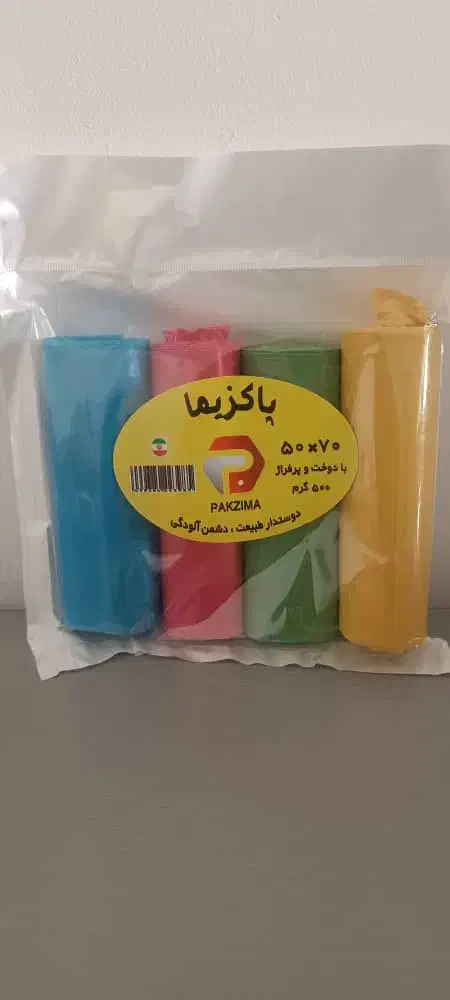 پاکزیما
۵۰×۷۰
با دوخت و پرفراژ
۵۰۰ گرم
PAKZIMA
دوستدار طبیعت ، دشمن آلودگی